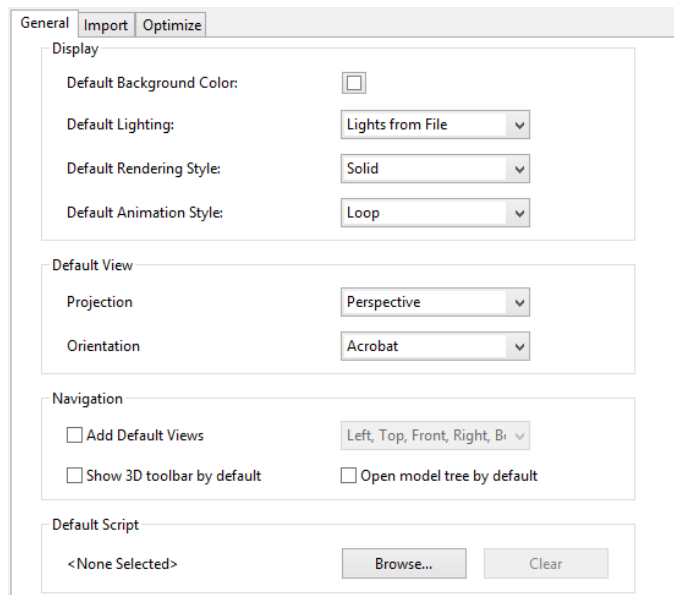 General Import Optimize
Display
Default Background Color:
Default Lighting: Lights from File
Default Rendering Style: Solid
Default Animation Style: Loop
Default View
Projection Perspective
Orientation Acrobat
Navigation
Add Default Views Left, Top, Front, Right, B
Show 3D toolbar by default Open model tree by default
Default Script
<None Selected> Browse... Clear